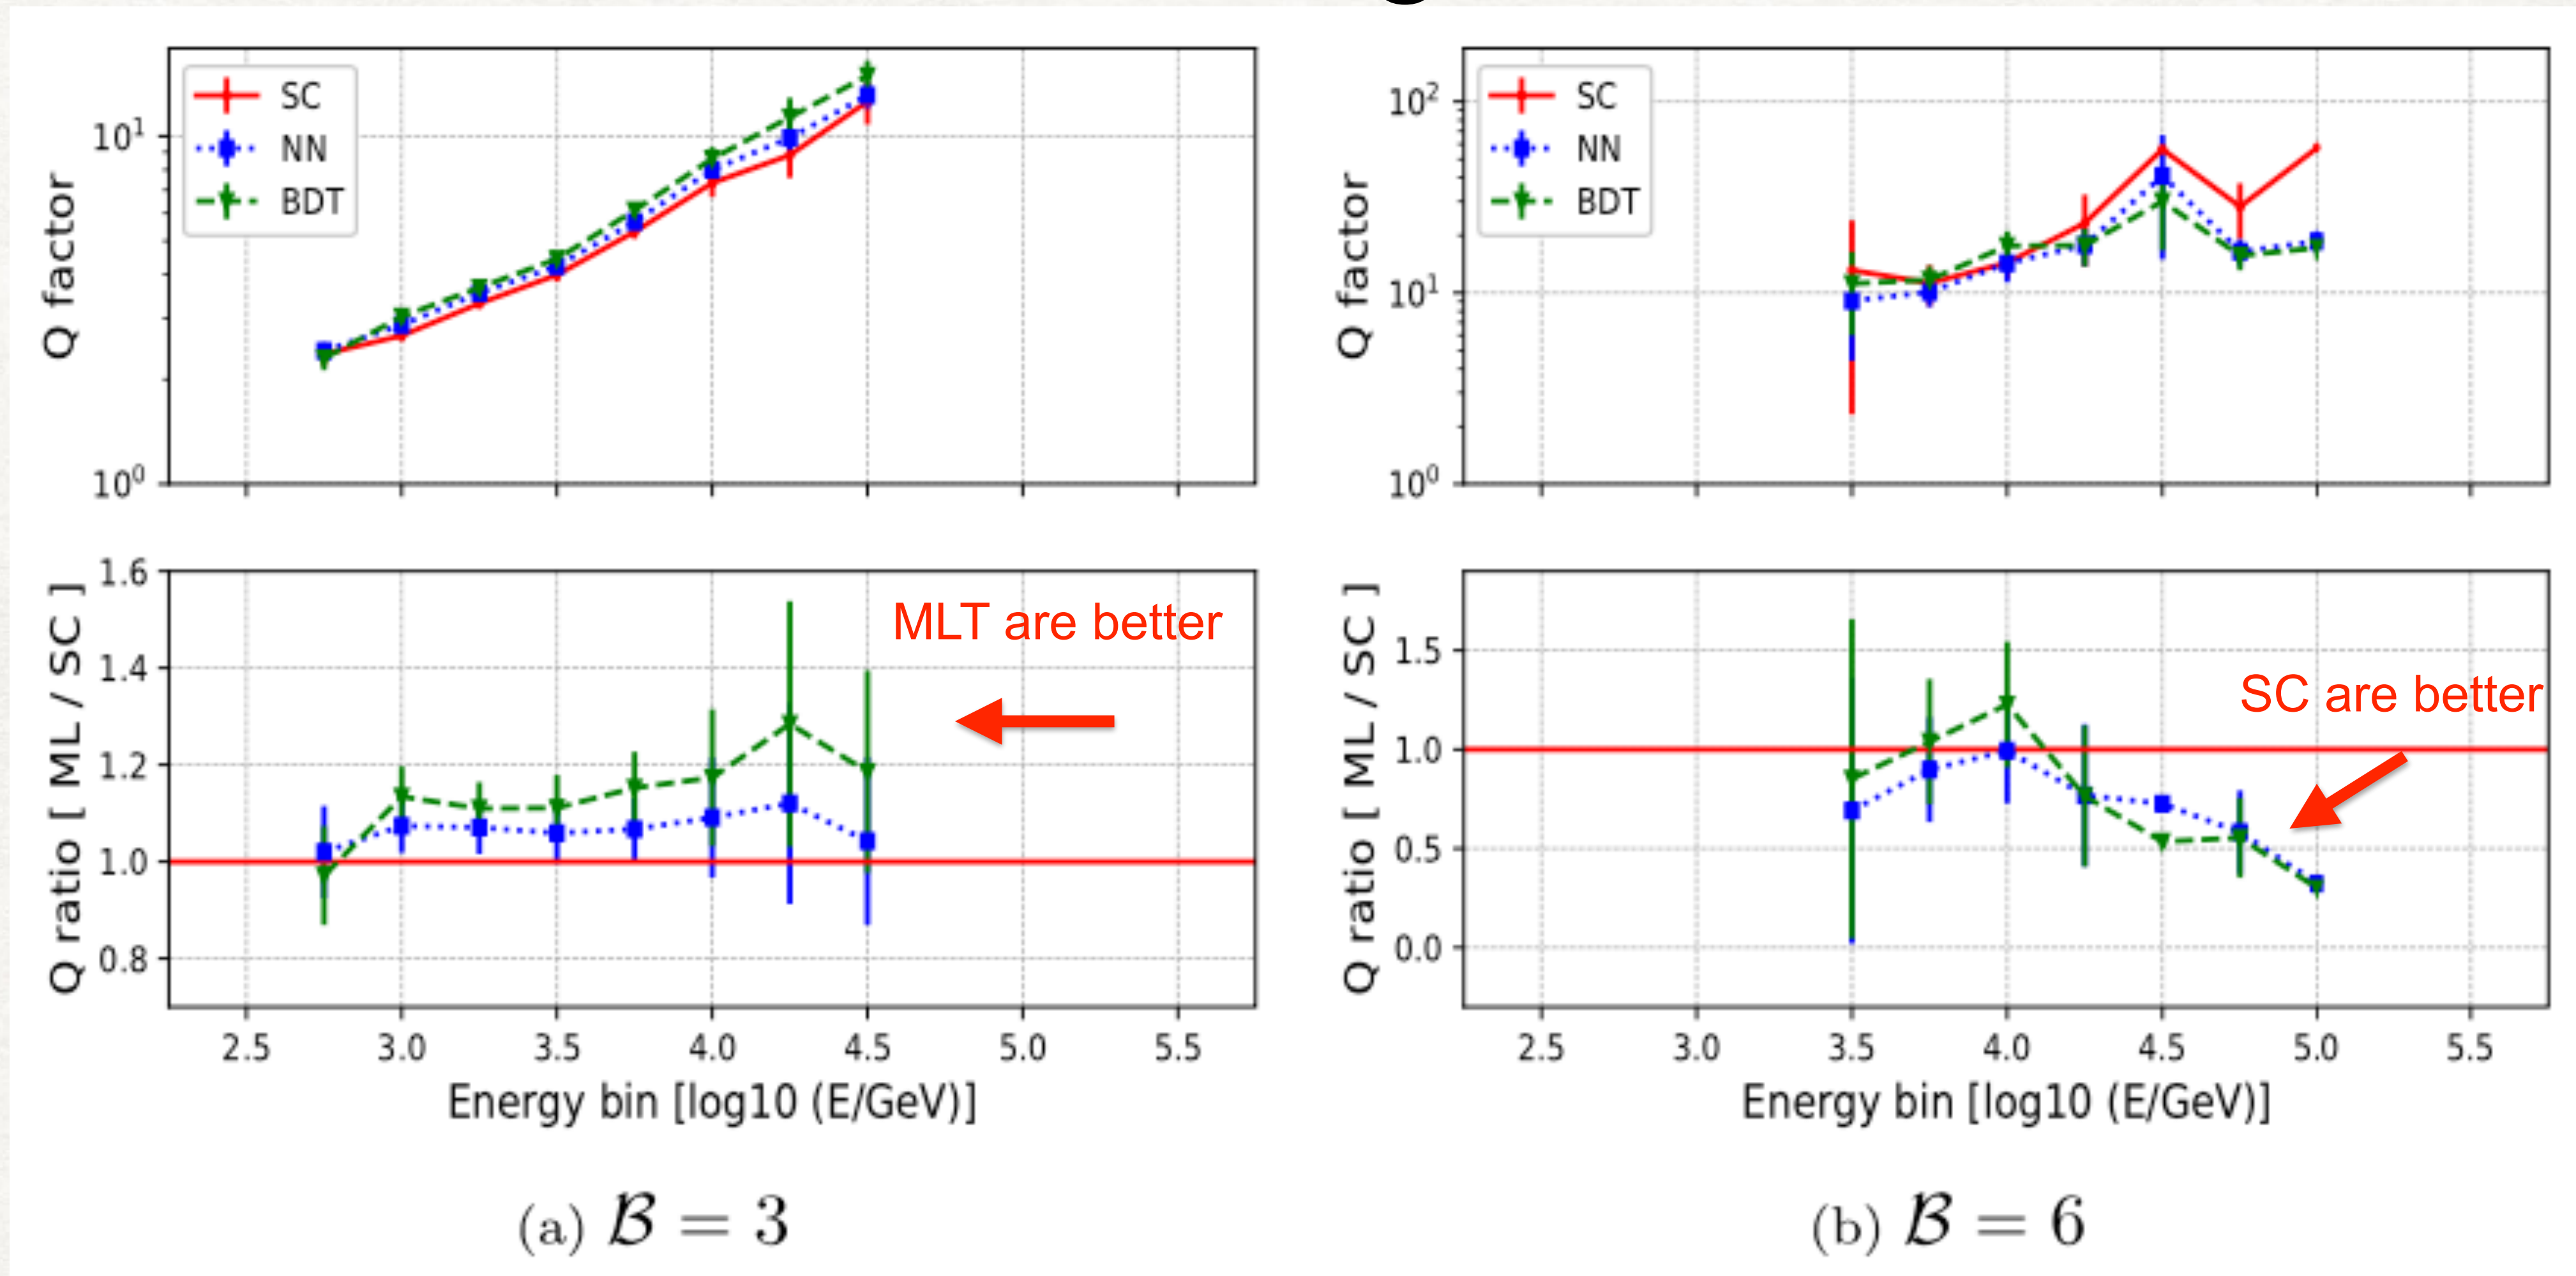 SC
NN
BDT
10¹
10⁰
Q factor
SC
NN
BDT
10²
10¹
10⁰
Q factor
1.6
1.4
1.2
1.0
0.8
Q ratio [ ML / SC ]
MLT are better
2.5 3.0 3.5 4.0 4.5 5.0 5.5
Energy bin [log10 (E/GeV)]
1.5
1.0
0.5
0.0
Q ratio [ ML / SC ]
SC are better
2.5 3.0 3.5 4.0 4.5 5.0 5.5
Energy bin [log10 (E/GeV)]
(a) ℬ = 3
(b) ℬ = 6